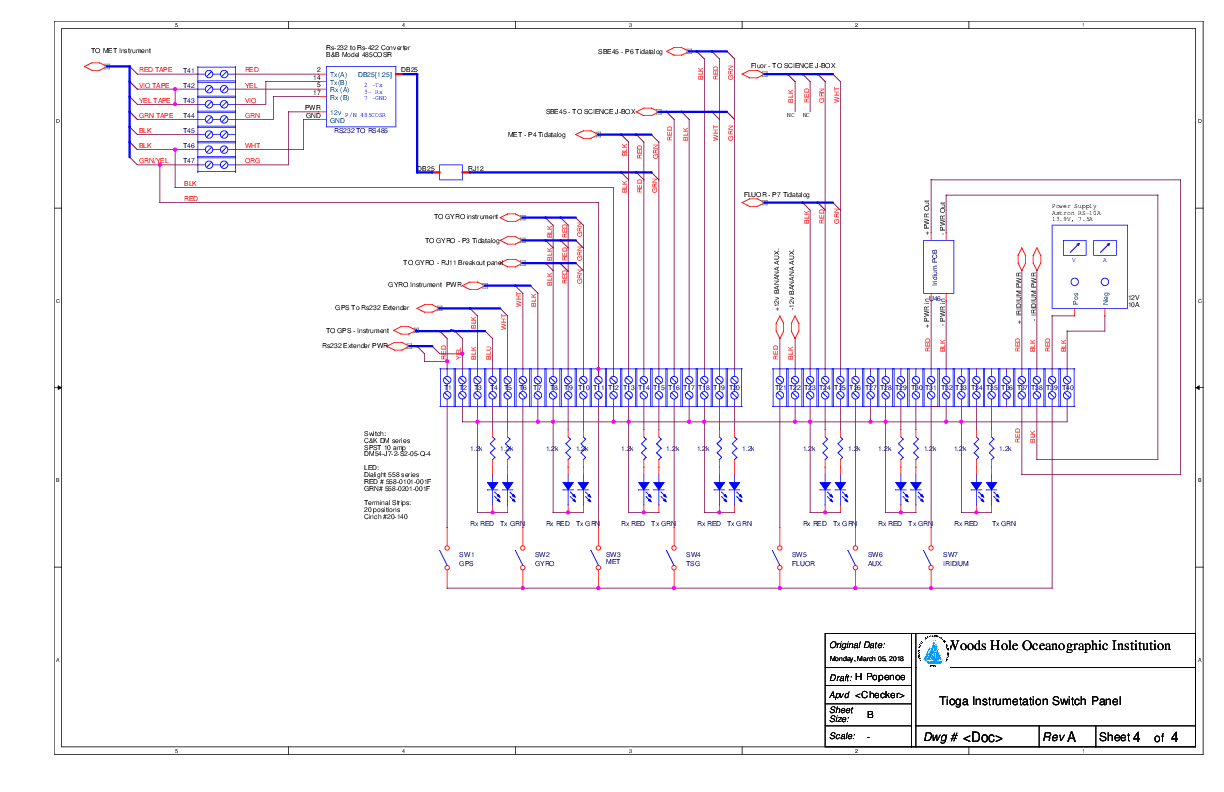 5 4 3 2 1
TO MET Instrument
Rs-232 to Rs-422 Converter
B&B Model 485COSR
RED TAPE T41 RED 2 Tx(A) DB25[125] DB25
VIO TAPE T42 YEL 14 Tx(B)
5 Rx (A) 2 -Tx
YEL TAPE T43 VIO 17 Rx (B) 3- Rx
7 -GND
GRN TAPE T44 GRN PWR 12v P/N 485COSR
GND GND
BLK T45 RS232 TO RS485
BLK T46 WHT
GRN/YEL T47 ORG
DB25 RJ12
BLK
RED
SBE45 - P6 Tidatalog
BLK RED GRN
Fluor - TO SCIENCE J-BOX
BLK RED GRN WHT
NC NC
SBE45 - TO SCIENCE J-BOX
RED BLK WHT GRN
MET - P4 Tidatalog
BLK RED GRN
BLK RED GRN
FLUOR - P7 Tidatalog
BLK RED GRN
TO GYRO instrument
BLK RED GRN
TO GYRO - P3 Tidatalog
BLK RED GRN
TO GYRO - RJ11 Breakout panel
BLK RED GRN
GYRO Instrument PWR
WHT BLK
GPS To Rs232 Extender
BLK WHT
TO GPS - Instrument
Rs232 Extender PWR
RED YEL BLK BLU
+12v BANANA AUX.
-12v BANANA AUX.
RED BLK
+ PWR Out
- PWR Out
Iridium PCB
+ PWR in
- PWR in
RED BLK
+ IRIDIUM PWR
- IRIDIUM PWR
RED BLK
Power Supply
Astron RS-10A
13.9V, 7.5A
V A
Pos Neg
12V
10A
RED BLK
T1 T2 T3 T4 T5 T6 T7 T8 T9 T10 T11 T12 T13 T14 T15 T16 T17 T18 T19 T20
T21 T22 T23 T24 T25 T26 T27 T28 T29 T30 T31 T32 T33 T34 T35 T36 T37 T38 T39 T40
RED BLK
Switch:
C&K DM series
SPST 10 amp
DM54-J7-2-S2-05-Q-4
LED:
Dialight 558 series
RED # 558-0101-001F
GRN# 558-0201-001F
Terminal Strips:
20 positions
Cinch #20-140
1.2k 1.2k 1.2k 1.2k 1.2k 1.2k 1.2k 1.2k 1.2k 1.2k 1.2k 1.2k 1.2k 1.2k
Rx RED Tx GRN Rx RED Tx GRN Rx RED Tx GRN Rx RED Tx GRN Rx RED Tx GRN Rx RED Tx GRN Rx RED Tx GRN
SW1 SW2 SW3 SW4 SW5 SW6 SW7
GPS GYRO MET TSG FLUOR AUX. IRIDIUM
D D
C C
B B
A A
Original Date:
Monday, March 05, 2018
Draft: H Popenoe
Apvd <Checker>
Sheet Size: B
Scale: -
Woods Hole Oceanographic Institution
Tioga Instrumetation Switch Panel
Dwg # <Doc> Rev A Sheet 4 of 4
5 4 3 2 1